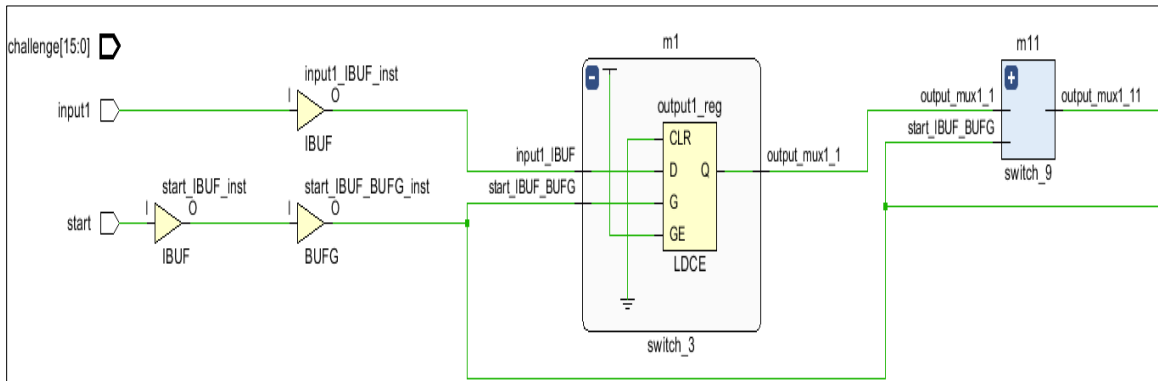 challenge[15:0]
input1
I
input1_IBUF_inst
O
IBUF
start
I
start_IBUF_inst
O
IBUF
I
start_IBUF_BUFG_inst
O
BUFG
m1
-
output1_reg
input1_IBUF
start_IBUF_BUFG
CLR
D
Q
G
GE
LDCE
output_mux1_1
switch_3
m11
+
output_mux1_1
start_IBUF_BUFG
output_mux1_11
switch_9